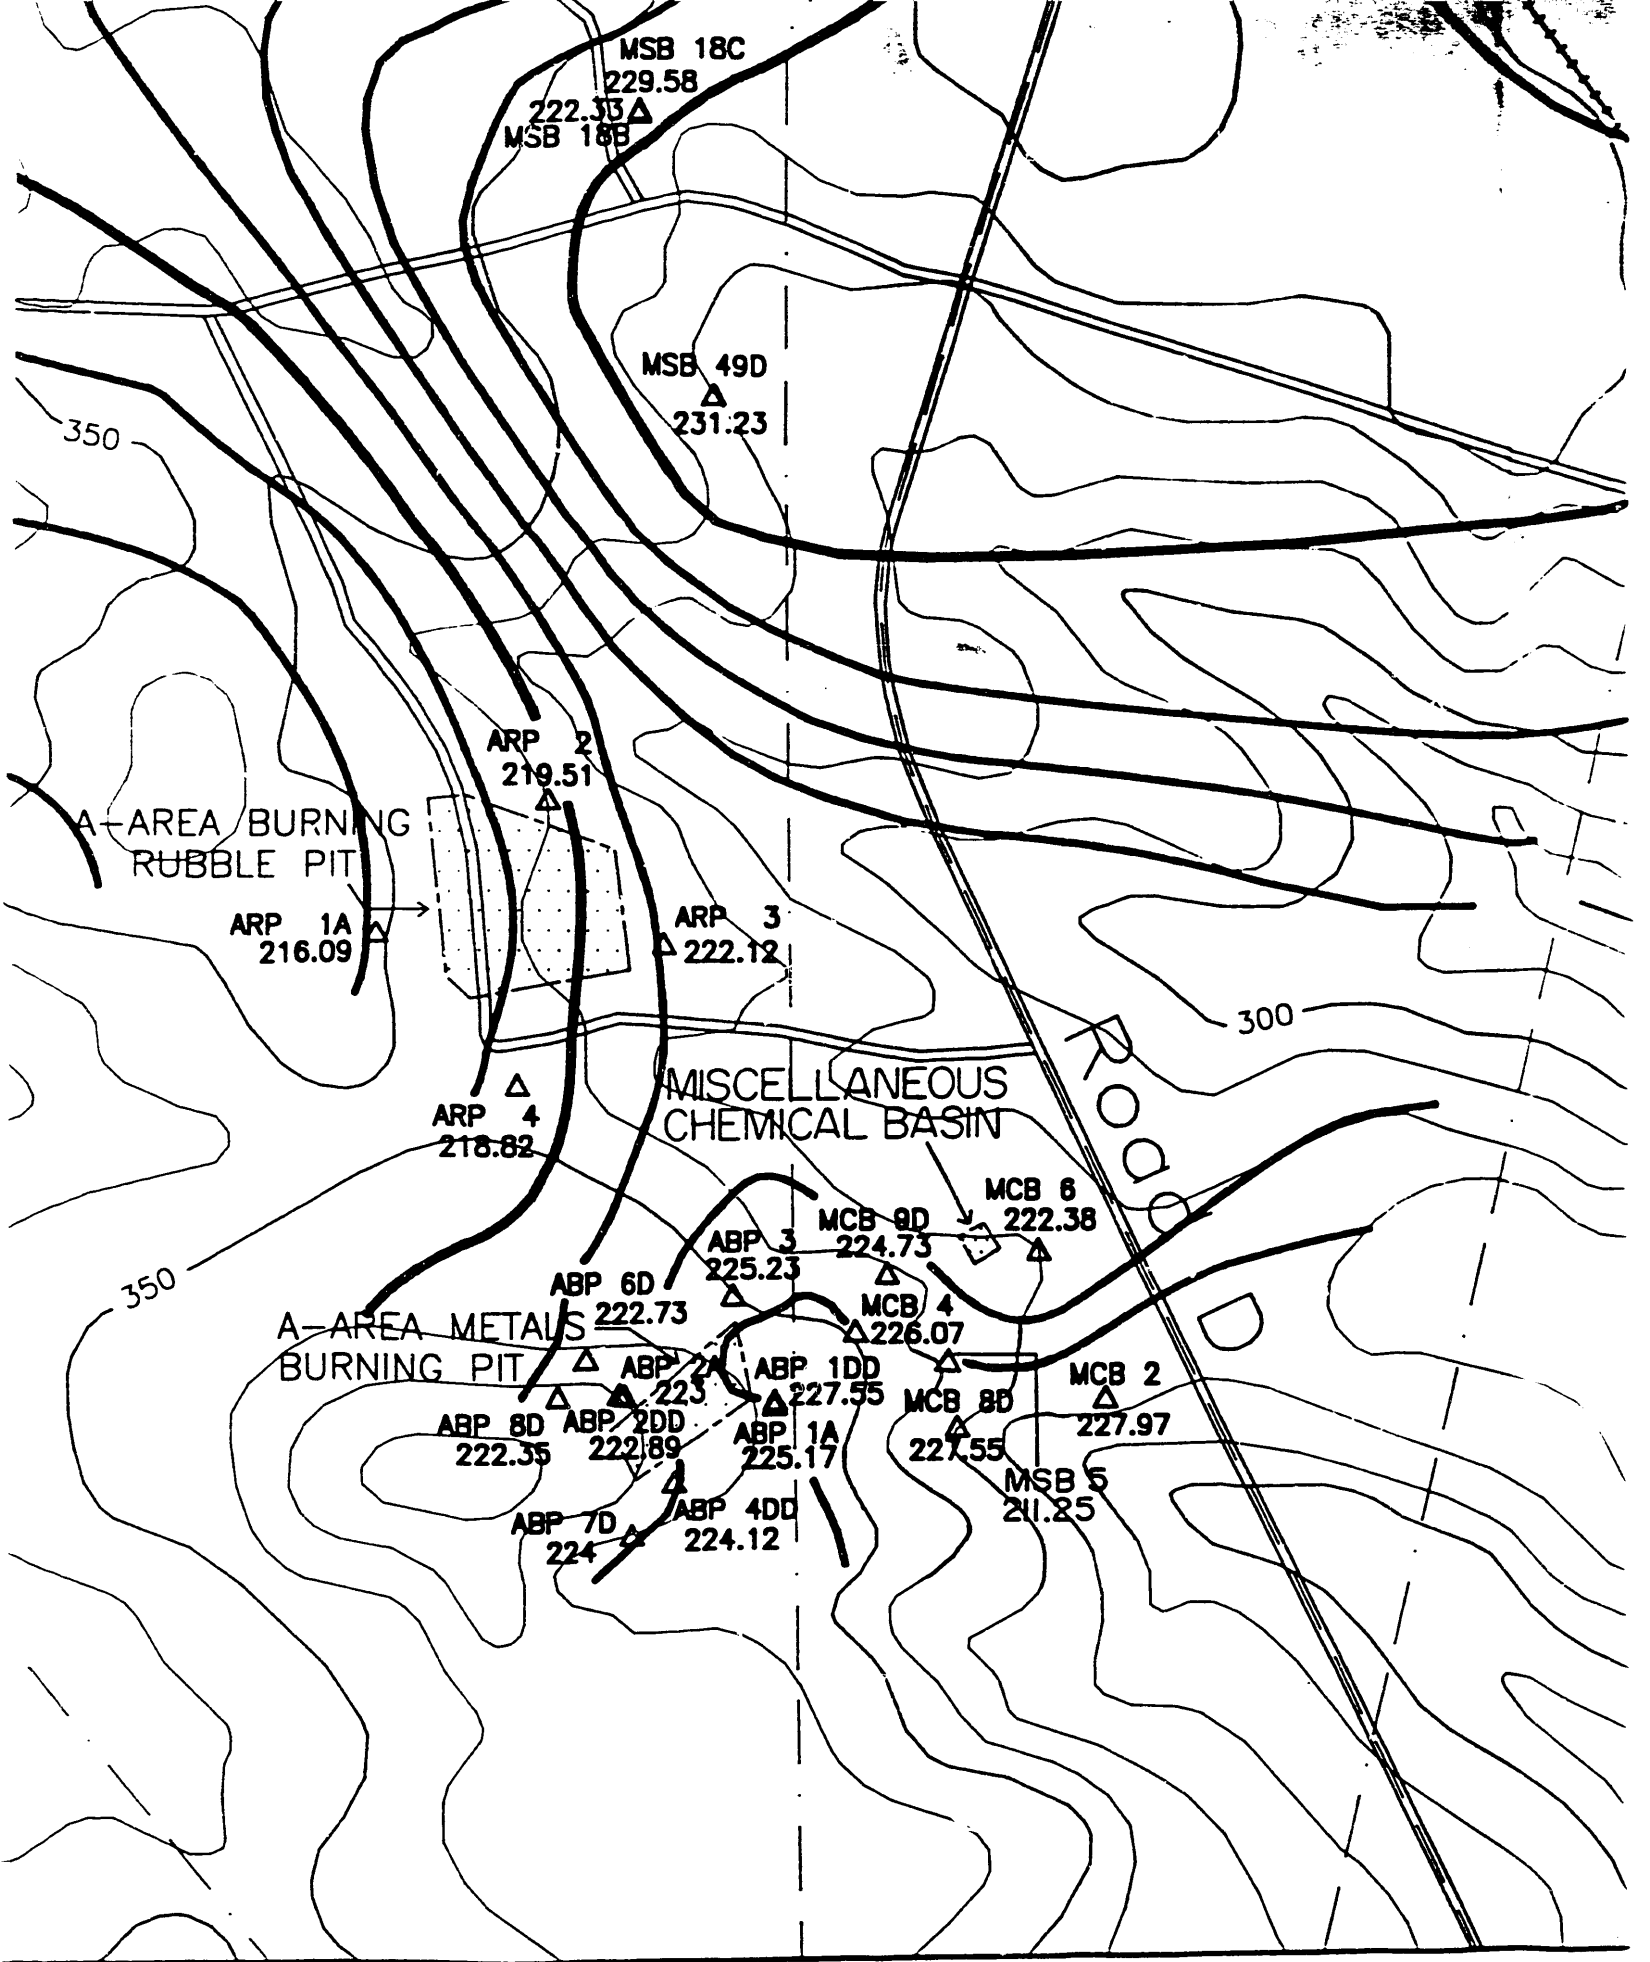 MSB 18C
229.58
222.33
MSB 18B
MSB 49D
231.23
350
ARP 2
219.51
A-AREA BURNING
RUBBLE PIT
ARP 1A
216.09
ARP 3
222.12
300
Road D
MISCELLANEOUS
CHEMICAL BASIN
ARP 4
218.82
MCB 6
222.38
MCB 9D
224.73
ABP 3
225.23
350
ABP 6D
222.73
MCB 4
226.07
A-AREA METALS
BURNING PIT
ABP 2A
223
ABP 1DD
227.55
MCB 2
227.97
MCB 8D
227.55
ABP 8D
222.35
ABP 2DD
222.89
ABP 1A
225.17
MSB 5
211.25
ABP 7D
224
ABP 4DD
224.12